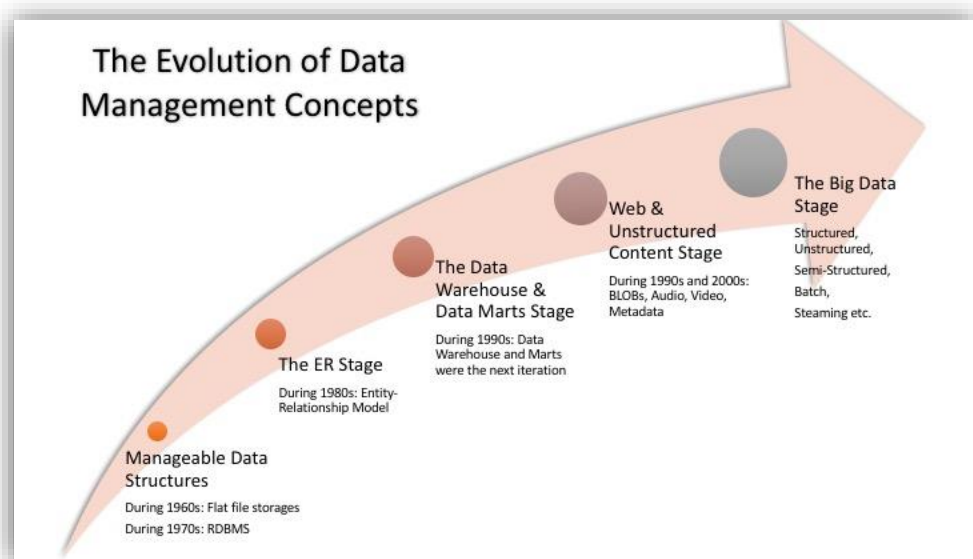 The Evolution of Data
Management Concepts
Manageable Data
Structures
During 1960s: Flat file storages
During 1970s: RDBMS
The ER Stage
During 1980s: Entity-
Relationship Model
The Data
Warehouse &
Data Marts Stage
During 1990s: Data
Warehouse and Marts
were the next iteration
Web &
Unstructured
Content Stage
During 1990s and 2000s:
BLOBs, Audio, Video,
Metadata
The Big Data
Stage
Structured,
Unstructured,
Semi-Structured,
Batch,
Steaming etc.